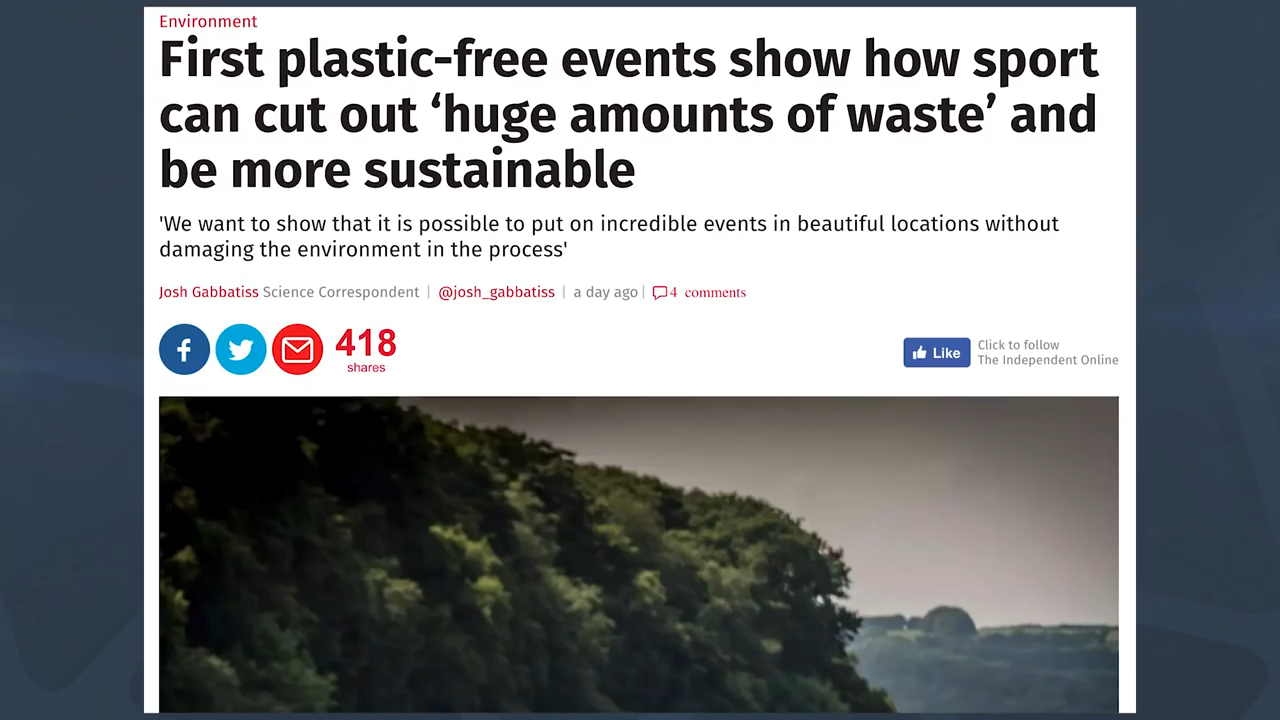 Environment
First plastic-free events show how sport
can cut out ‘huge amounts of waste’ and
be more sustainable
'We want to show that it is possible to put on incredible events in beautiful locations without
damaging the environment in the process'
Josh Gabbatiss Science Correspondent | @josh_gabbatiss | a day ago | 4 comments
418
shares
Like
Click to follow
The Independent Online